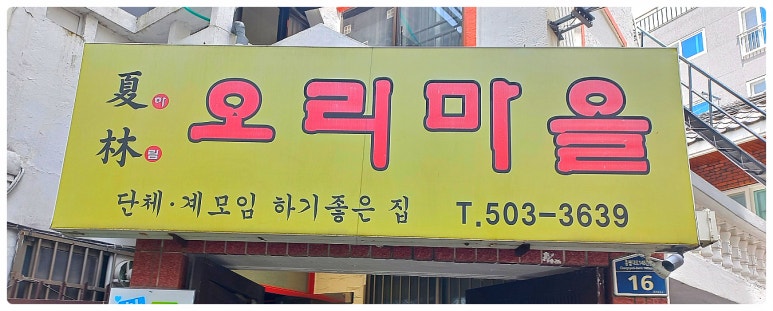 夏 하
林 림
오리마을
단체·계모임 하기좋은 집
T.503-3639
16